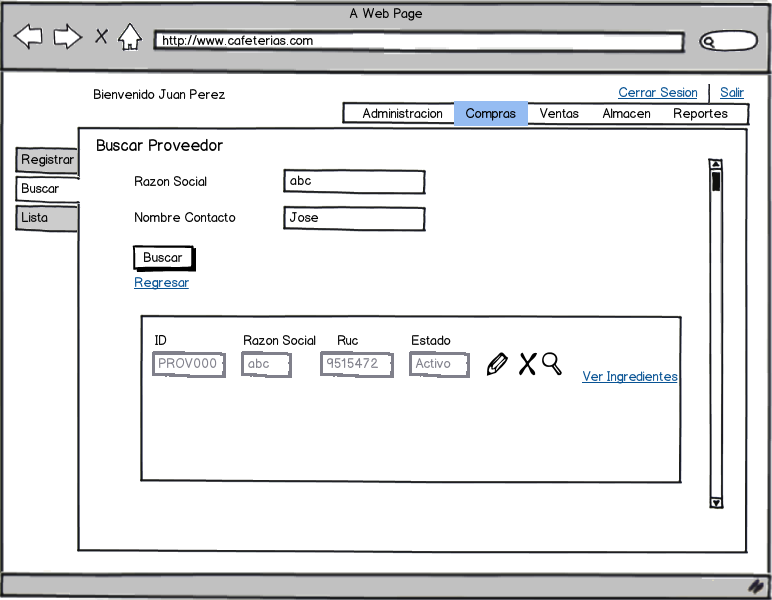 A Web Page
http://www.cafeterias.com
Bienvenido Juan Perez
Cerrar Sesion | Salir
Administracion Compras Ventas Almacen Reportes
Registrar
Buscar
Lista
Buscar Proveedor
Razon Social abc
Nombre Contacto Jose
Buscar
Regresar
ID Razon Social Ruc Estado
PROV000 abc 9515472 Activo
Ver Ingredientes